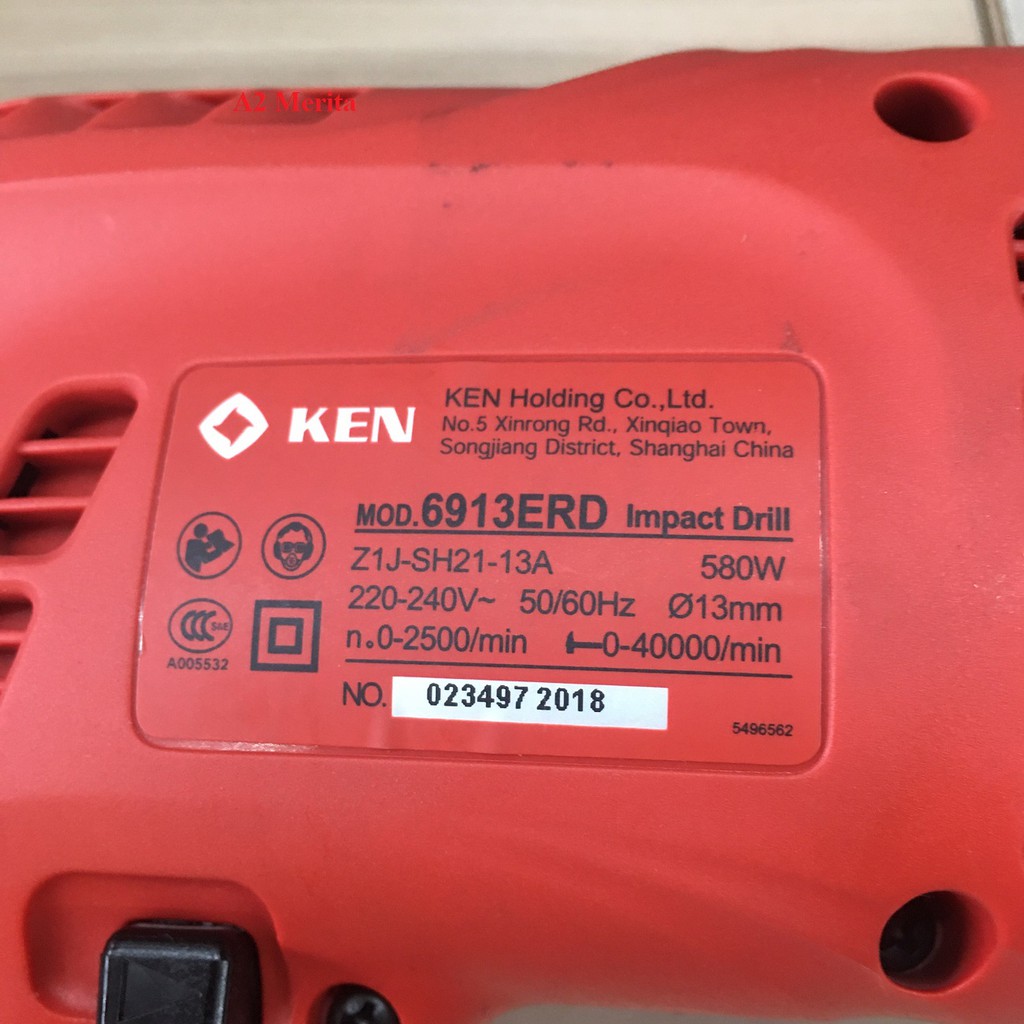 A2 Merita
KEN
KEN Holding Co.,Ltd.
No.5 Xinrong Rd., Xinqiao Town,
Songjiang District, Shanghai China
MOD.6913ERD Impact Drill
Z1J-SH21-13A 580W
220-240V~ 50/60Hz Ø13mm
n.0-2500/min 0-40000/min
CCC S&E
A005532
NO. 023497 2018
5496562